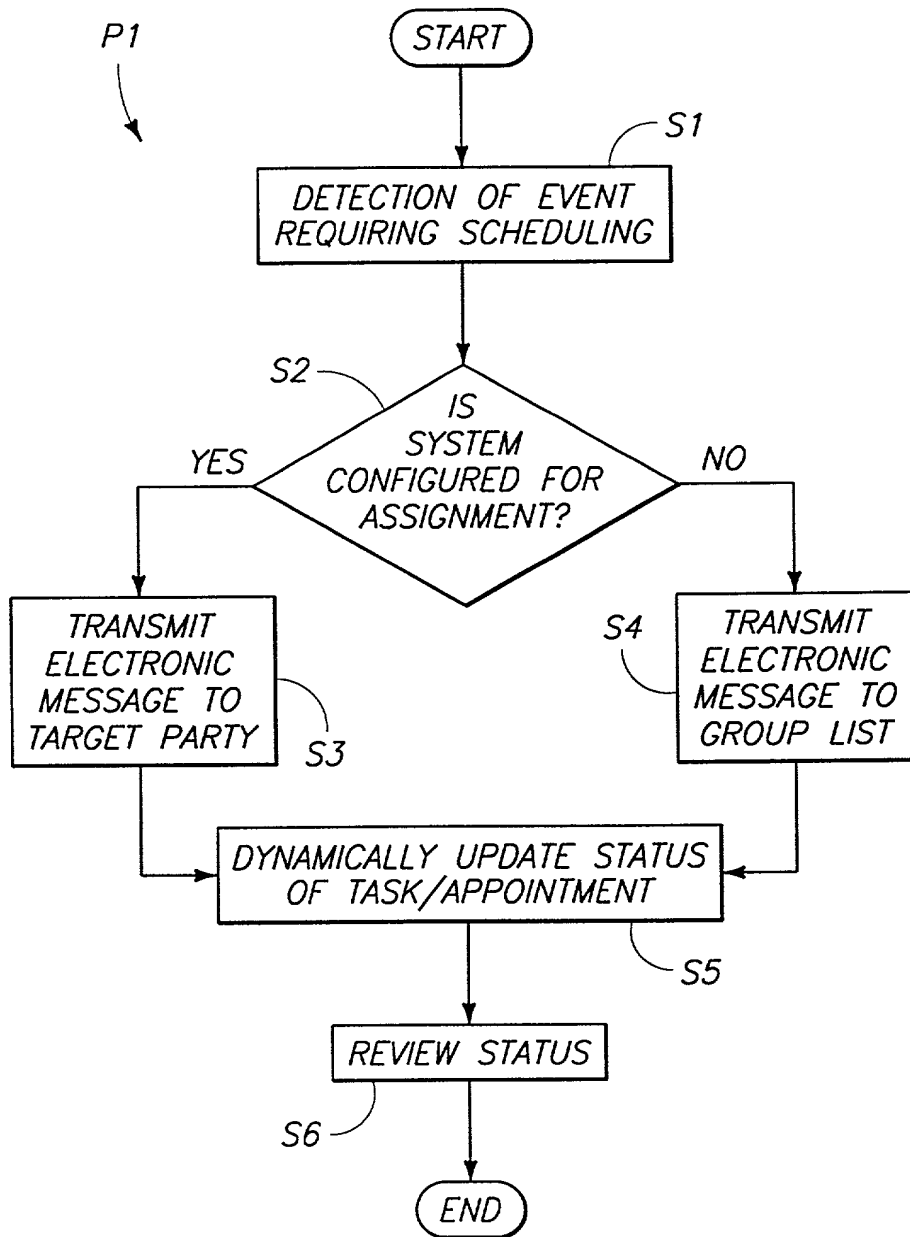 P1
START
S1
DETECTION OF EVENT
REQUIRING SCHEDULING
S2
IS
SYSTEM
CONFIGURED FOR
ASSIGNMENT?
YES
NO
TRANSMIT
ELECTRONIC
MESSAGE TO
TARGET PARTY
S3
S4
TRANSMIT
ELECTRONIC
MESSAGE TO
GROUP LIST
DYNAMICALLY UPDATE STATUS
OF TASK/APPOINTMENT
S5
REVIEW STATUS
S6
END